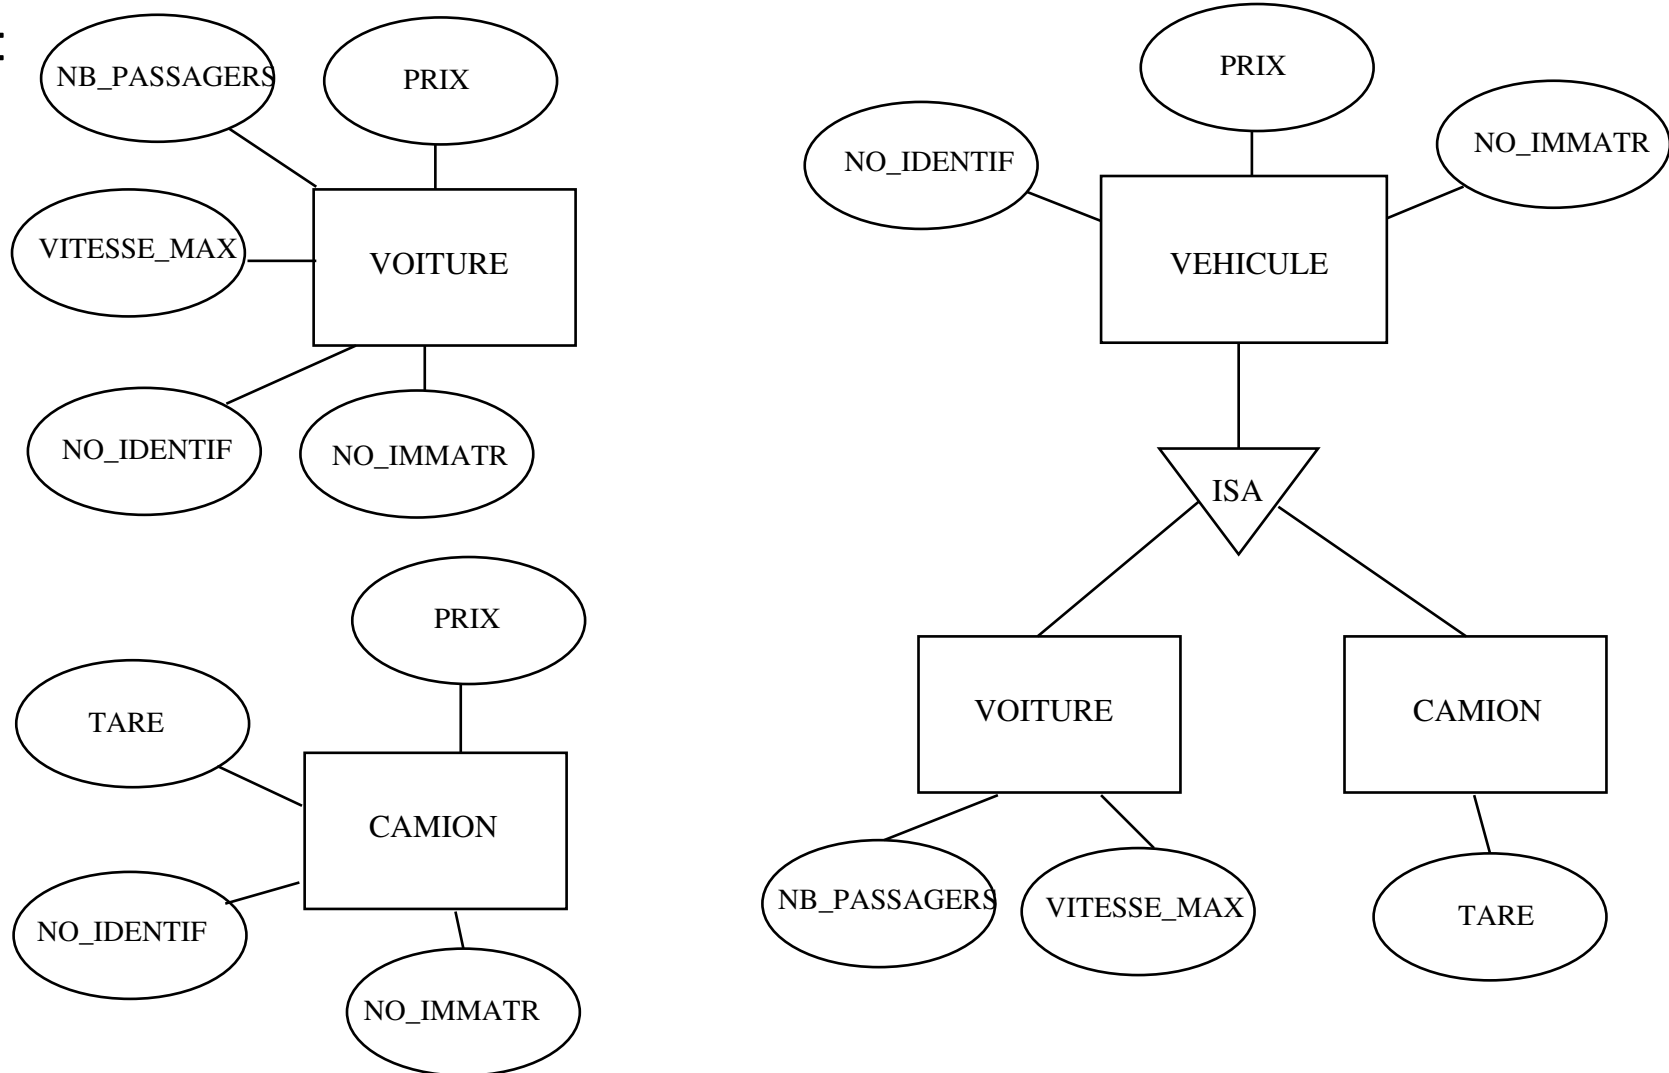 :
NB_PASSAGERS
PRIX
VITESSE_MAX
VOITURE
NO_IDENTIF
NO_IMMATR
PRIX
TARE
CAMION
NO_IDENTIF
NO_IMMATR
PRIX
NO_IDENTIF
NO_IMMATR
VEHICULE
ISA
VOITURE
CAMION
NB_PASSAGERS
VITESSE_MAX
TARE